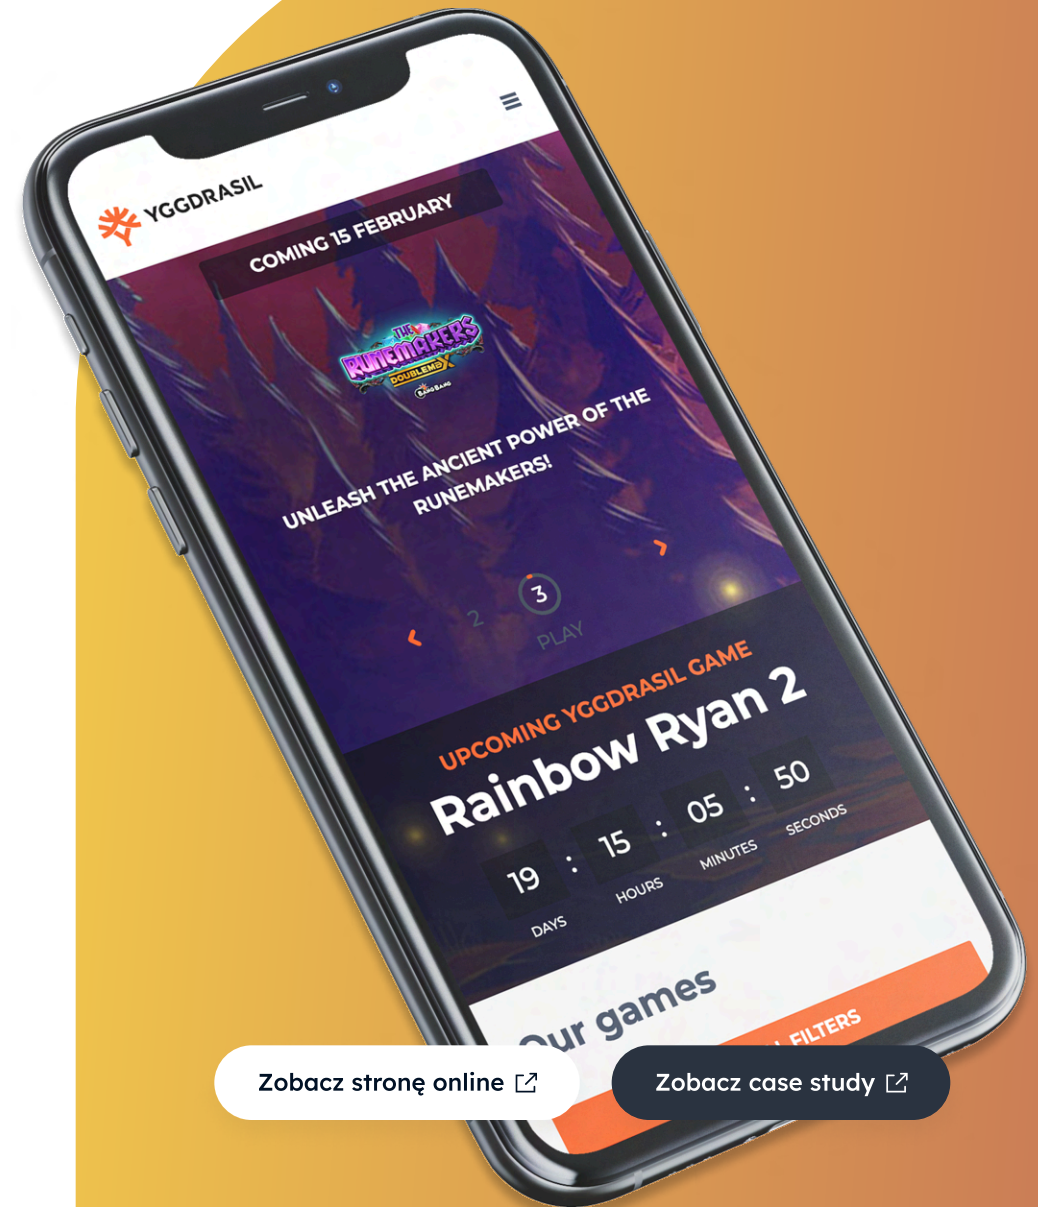 YGGDRASIL
COMING 15 FEBRUARY
THE
RUNEMAKERS
DOUBLEMAX
BANG BANG
UNLEASH THE ANCIENT POWER OF THE
RUNEMAKERS!
2
3
PLAY
UPCOMING YGGDRASIL GAME
Rainbow Ryan 2
19 : 15 : 05 : 50
DAYS HOURS MINUTES SECONDS
Our games
FILTERS
Zobacz stronę online
Zobacz case study